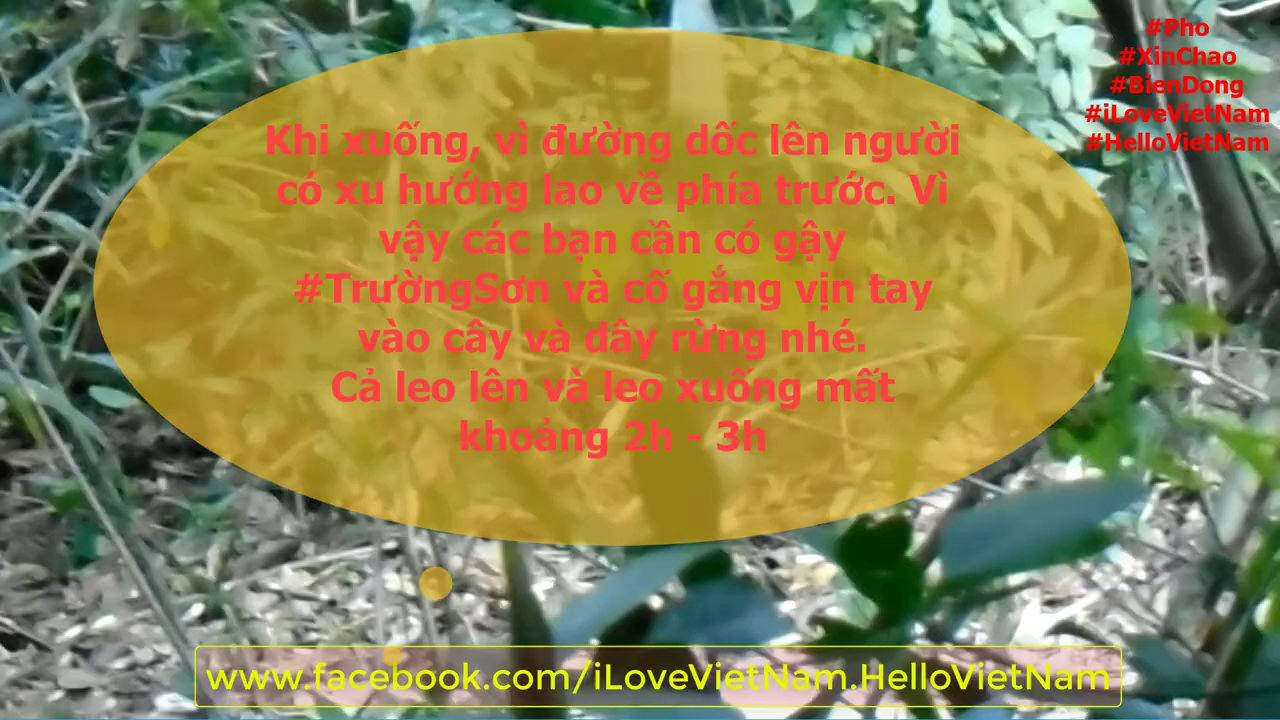 #Pho
#XinChao
#BienDong
#iLoveVietNam
#HelloVietNam
Khi xuống, vì đường dốc lên người
có xu hướng lao về phía trước. Vì
vậy các bạn cần có gậy
#TrườngSơn và cố gắng vịn tay
vào cây và dây rừng nhé.
Cả leo lên và leo xuống mất
khoảng 2h - 3h
www.facebook.com/iLoveVietNam.HelloVietNam